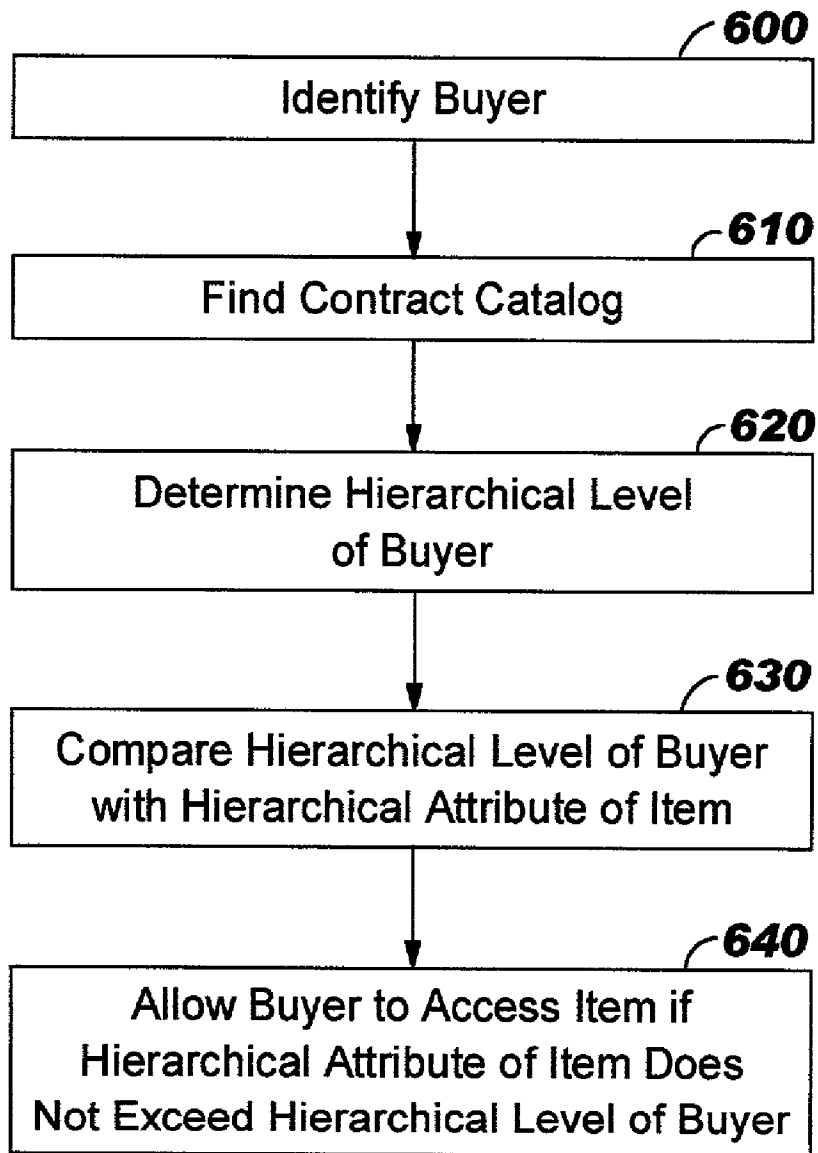 600
Identify Buyer
610
Find Contract Catalog
620
Determine Hierarchical Level
of Buyer
630
Compare Hierarchical Level of Buyer
with Hierarchical Attribute of Item
640
Allow Buyer to Access Item if
Hierarchical Attribute of Item Does
Not Exceed Hierarchical Level of Buyer